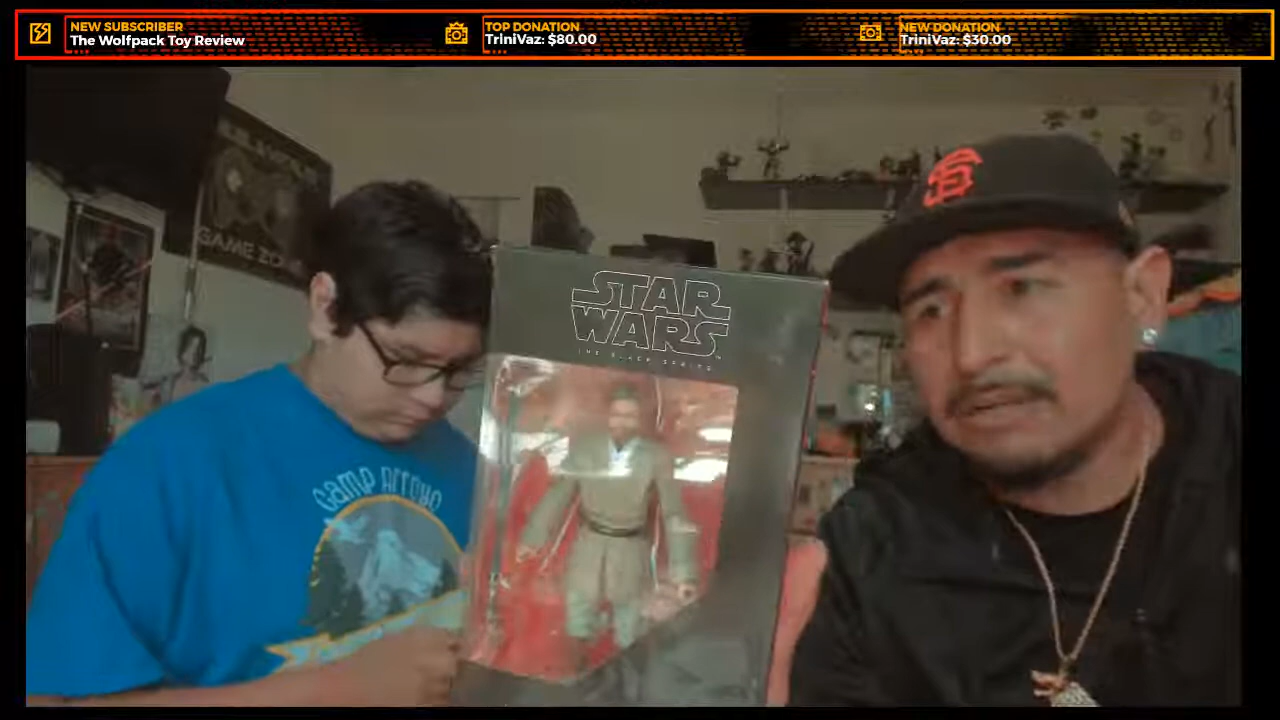 NEW SUBSCRIBER
The Wolfpack Toy Review
TOP DONATION
TriniVaz: $80.00
NEW DONATION
TriniVaz: $30.00
GAME ZONE
SF
STAR
WARS
THE BLACK SERIES
Camp Arroyo